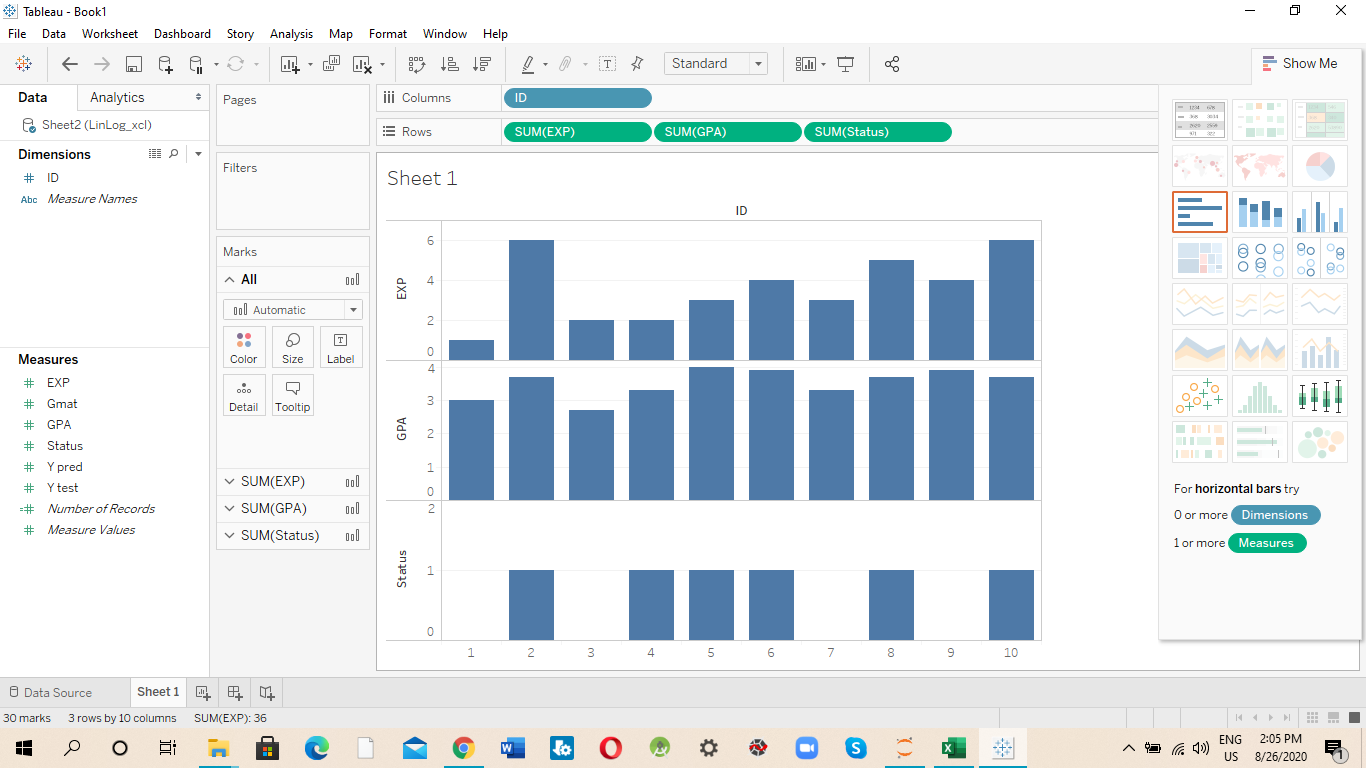 Tableau - Book1
File Data Worksheet Dashboard Story Analysis Map Format Window Help
Standard
Show Me
Data Analytics
Sheet2 (LinLog_xcl)
Dimensions
ID
Abc Measure Names
Measures
EXP
Gmat
GPA
Status
Y pred
Y test
Number of Records
Measure Values
Pages
Filters
Marks
All
Automatic
Color Size Label
Detail Tooltip
SUM(EXP)
SUM(GPA)
SUM(Status)
Columns ID
Rows SUM(EXP) SUM(GPA) SUM(Status)
Sheet 1
ID
EXP
6
4
2
0
GPA
4
3
2
1
0
Status
2
1
0
1 2 3 4 5 6 7 8 9 10
For horizontal bars try
0 or more Dimensions
1 or more Measures
Data Source Sheet 1
30 marks 3 rows by 10 columns SUM(EXP): 36
ENG
US
2:05 PM
8/26/2020
1